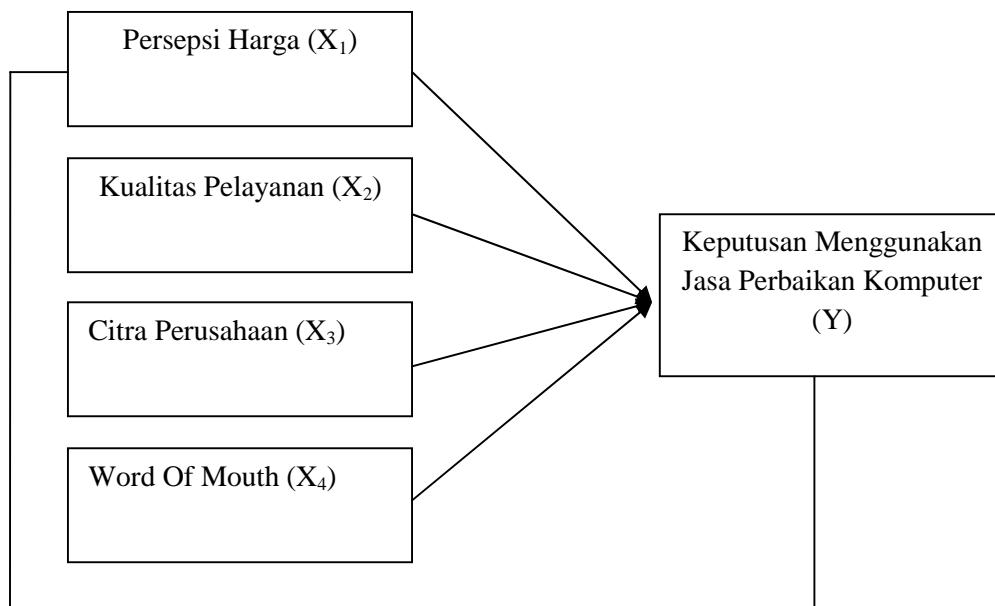 Persepsi Harga (X₁)
Kualitas Pelayanan (X₂)
Citra Perusahaan (X₃)
Word Of Mouth (X₄)
Keputusan Menggunakan
Jasa Perbaikan Komputer
(Y)